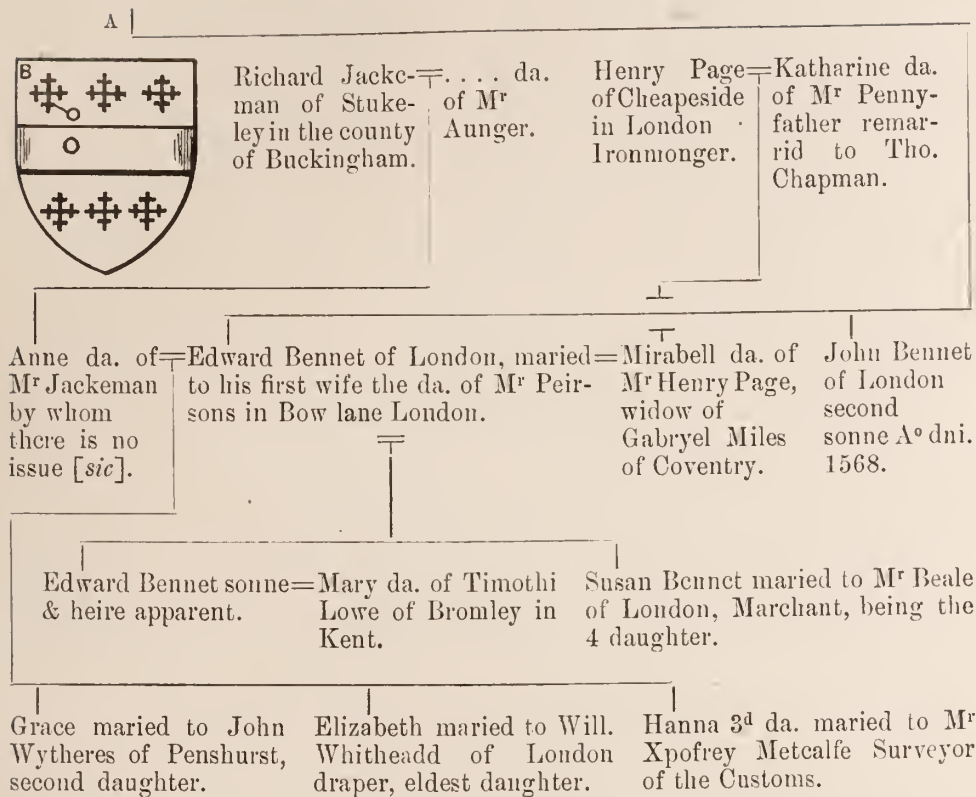 A
B
Richard Jacke-
man of Stuke-
ley in the county
of Buckingham.
.... da.
of Mr
Aunger.
Henry Page
of Cheapeside
in London
Ironmonger.
Katharine da.
of Mr Penny-
father remar-
rid to Tho.
Chapman.
Anne da. of
Mr Jackeman
by whom
there is no
issue [sic].
Edward Bennet of London, maried
to his first wife the da. of Mr Peir-
sons in Bow lane London.
Mirabell da. of
Mr Henry Page,
widow of
Gabryel Miles
of Coventry.
John Bennet
of London
second
sonne Ao dni.
1568.
Edward Bennet sonne
& heire apparent.
Mary da. of Timothi
Lowe of Bromley in
Kent.
Susan Bennet maried to Mr Beale
of London, Marchant, being the
4 daughter.
Grace maried to John
Wytheres of Penshurst,
second daughter.
Elizabeth maried to Will.
Whitheadd of London
draper, eldest daughter.
Hanna 3d da. maried to Mr
Xpofrey Metcalfe Surveyor
of the Customs.